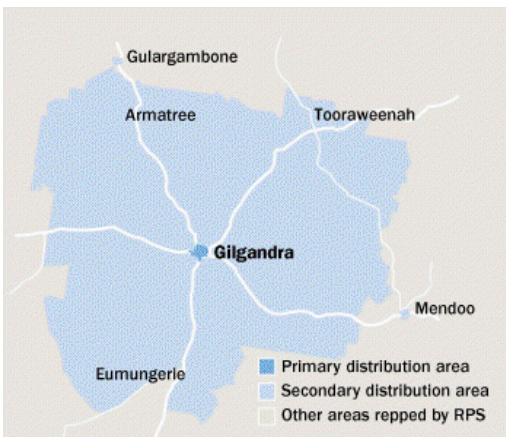 Gulargambone
Armatree
Tooraweenah
Gilgandra
Mendoo
Eumungerie
Primary distribution area
Secondary distribution area
Other areas repped by RPS